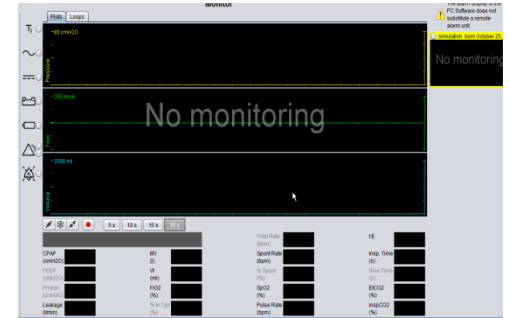 Monitor
The alarm display of the
PC Software does not
substitute a remote
alarm unit.
Plots Loops
simulation born October 25,
~80 cmH2O
Pressure
No monitoring
~200 l/min
Flow
No monitoring
~3000 ml
Volume
5 s 10 s 15 s 20 s
Total Rate
(bpm)
I:E
CPAP
(cmH2O)
MV
(l)
Spont Rate
(bpm)
Insp. Time
(s)
PEEP
(cmH2O)
Vt
(ml)
% Spont
(%)
Rise Time
(s)
Pmean
(cmH2O)
FiO2
(%)
SpO2
(%)
EtCO2
(%)
Leakage
(l/min)
% in Tgt
(%)
Pulse Rate
(bpm)
InspCO2
(%)